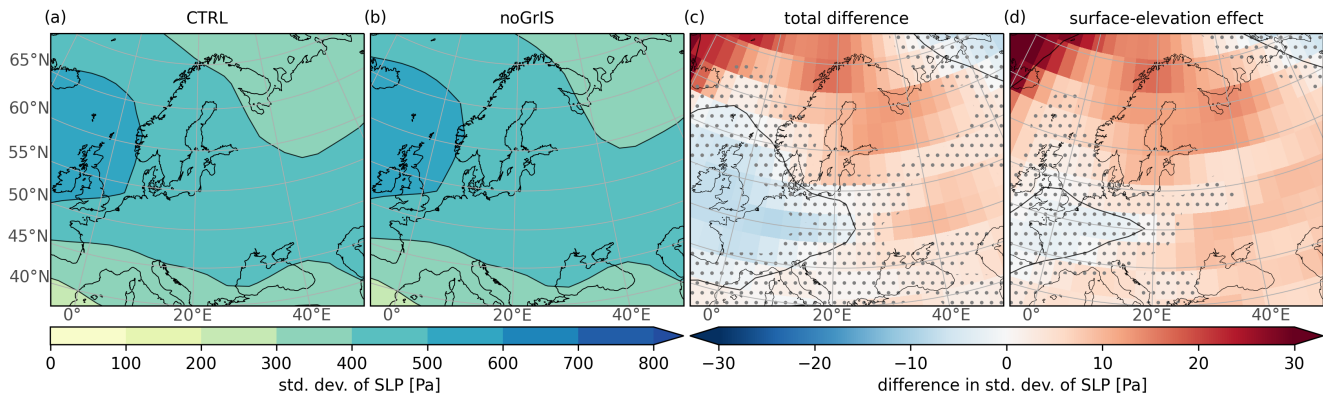 (a) CTRL
(b) noGrIS
(c) total difference
(d) surface-elevation effect
65°N
60°N
55°N
50°N
45°N
40°N
0° 20°E 40°E
0° 20°E 40°E
0° 20°E 40°E
0° 20°E 40°E
0 100 200 300 400 500 600 700 800
std. dev. of SLP [Pa]
−30 −20 −10 0 10 20 30
difference in std. dev. of SLP [Pa]